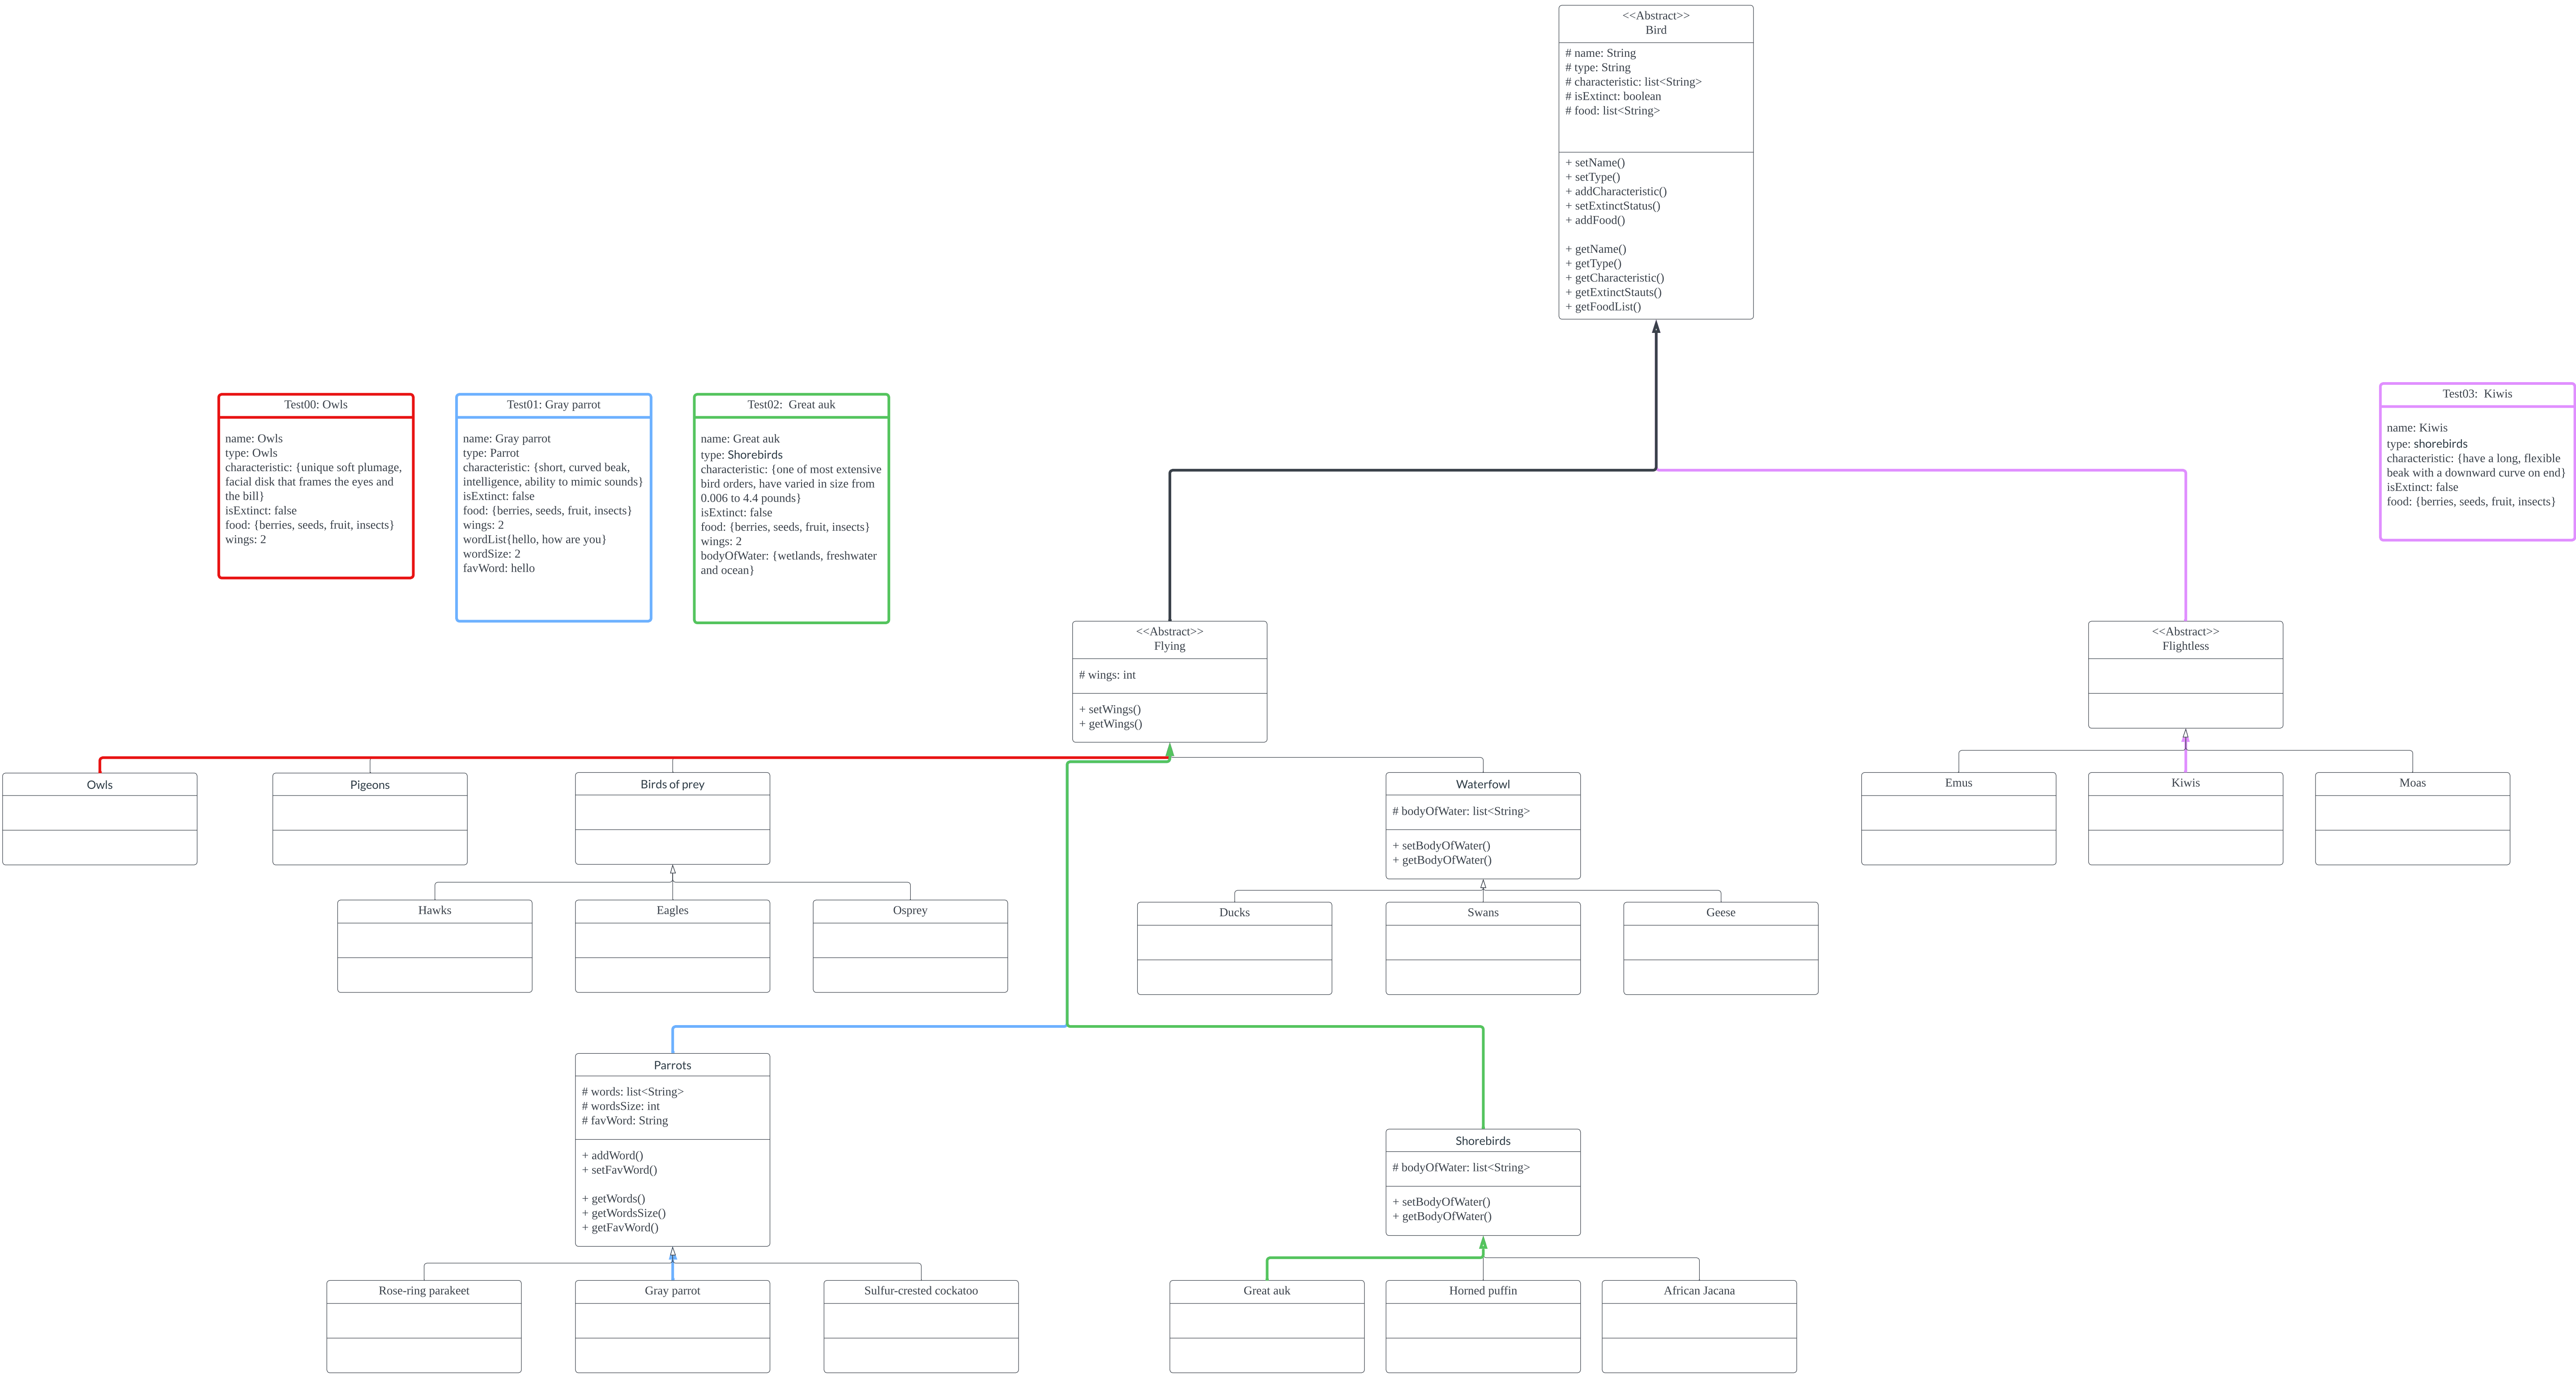 <<Abstract>>
Bird
# name: String
# type: String
# characteristic: list<String>
# isExtinct: boolean
# food: list<String>
+ setName()
+ setType()
+ addCharacteristic()
+ setExtinctStatus()
+ addFood()
+ getName()
+ getType()
+ getCharacteristic()
+ getExtinctStauts()
+ getFoodList()
Test00: Owls
name: Owls
type: Owls
characteristic: {unique soft plumage,
facial disk that frames the eyes and
the bill}
isExtinct: false
food: {berries, seeds, fruit, insects}
wings: 2
Test01: Gray parrot
name: Gray parrot
type: Parrot
characteristic: {short, curved beak,
intelligence, ability to mimic sounds}
isExtinct: false
food: {berries, seeds, fruit, insects}
wings: 2
wordList{hello, how are you}
wordSize: 2
favWord: hello
Test02:  Great auk
name: Great auk
type: Shorebirds
characteristic: {one of most extensive
bird orders, have varied in size from
0.006 to 4.4 pounds}
isExtinct: false
food: {berries, seeds, fruit, insects}
wings: 2
bodyOfWater: {wetlands, freshwater
and ocean}
Test03:  Kiwis
name: Kiwis
type: shorebirds
characteristic: {have a long, flexible
beak with a downward curve on end}
isExtinct: false
food: {berries, seeds, fruit, insects}
<<Abstract>>
Flying
# wings: int
+ setWings()
+ getWings()
<<Abstract>>
Flightless
Owls
Pigeons
Birds of prey
Waterfowl
# bodyOfWater: list<String>
+ setBodyOfWater()
+ getBodyOfWater()
Emus
Kiwis
Moas
Hawks
Eagles
Osprey
Ducks
Swans
Geese
Parrots
# words: list<String>
# wordsSize: int
# favWord: String
+ addWord()
+ setFavWord()
+ getWords()
+ getWordsSize()
+ getFavWord()
Shorebirds
# bodyOfWater: list<String>
+ setBodyOfWater()
+ getBodyOfWater()
Rose-ring parakeet
Gray parrot
Sulfur-crested cockatoo
Great auk
Horned puffin
African Jacana